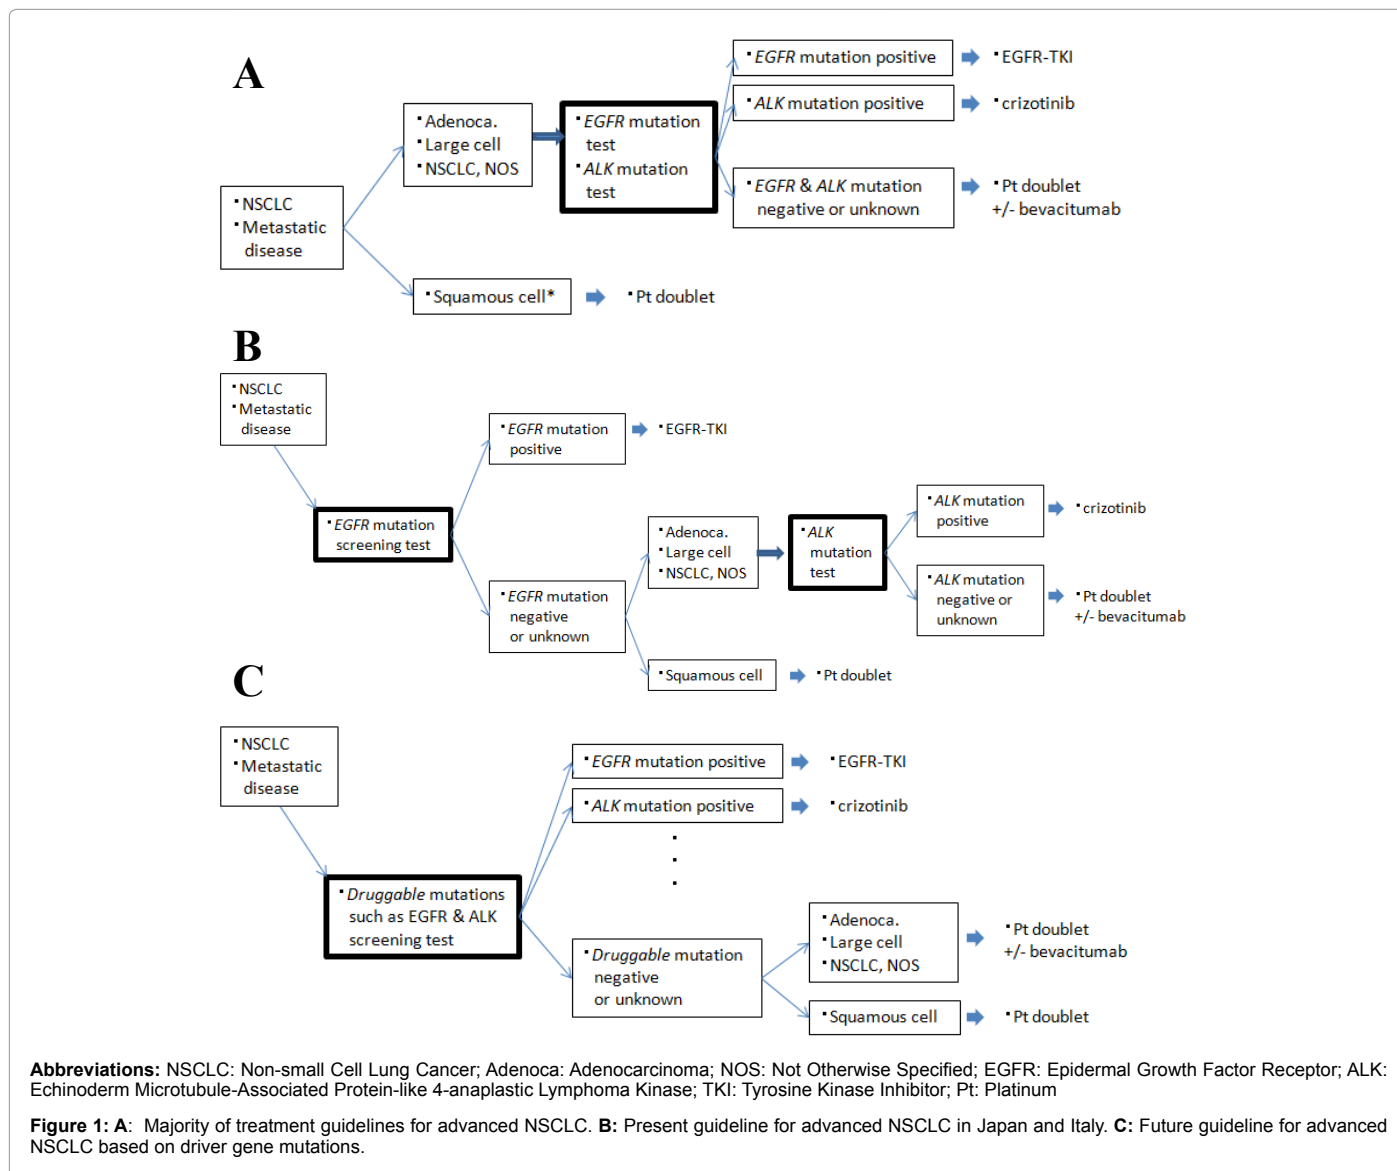 A
▪ NSCLC
▪ Metastatic
disease
▪ Adenoca.
▪ Large cell
▪ NSCLC, NOS
▪ EGFR mutation
test
▪ ALK mutation
test
▪ EGFR mutation positive
▪ EGFR-TKI
▪ ALK mutation positive
▪ crizotinib
▪ EGFR & ALK mutation
negative or unknown
▪ Pt doublet
+/- bevacitumab
▪ Squamous cell*
▪ Pt doublet
B
▪ NSCLC
▪ Metastatic
disease
▪ EGFR mutation
screening test
▪ EGFR mutation
positive
▪ EGFR-TKI
▪ EGFR mutation
negative
or unknown
▪ Adenoca.
▪ Large cell
▪ NSCLC, NOS
▪ ALK
mutation
test
▪ ALK mutation
positive
▪ crizotinib
▪ ALK mutation
negative or
unknown
▪ Pt doublet
+/- bevacitumab
▪ Squamous cell
▪ Pt doublet
C
▪ NSCLC
▪ Metastatic
disease
▪ Druggable mutations
such as EGFR & ALK
screening test
▪ EGFR mutation positive
▪ EGFR-TKI
▪ ALK mutation positive
▪ crizotinib
▪ Druggable mutation
negative
or unknown
▪ Adenoca.
▪ Large cell
▪ NSCLC, NOS
▪ Pt doublet
+/- bevacitumab
▪ Squamous cell
▪ Pt doublet
Abbreviations: NSCLC: Non-small Cell Lung Cancer; Adenoca: Adenocarcinoma; NOS: Not Otherwise Specified; EGFR: Epidermal Growth Factor Receptor; ALK:
Echinoderm Microtubule-Associated Protein-like 4-anaplastic Lymphoma Kinase; TKI: Tyrosine Kinase Inhibitor; Pt: Platinum
Figure 1: A: Majority of treatment guidelines for advanced NSCLC. B: Present guideline for advanced NSCLC in Japan and Italy. C: Future guideline for advanced
NSCLC based on driver gene mutations.